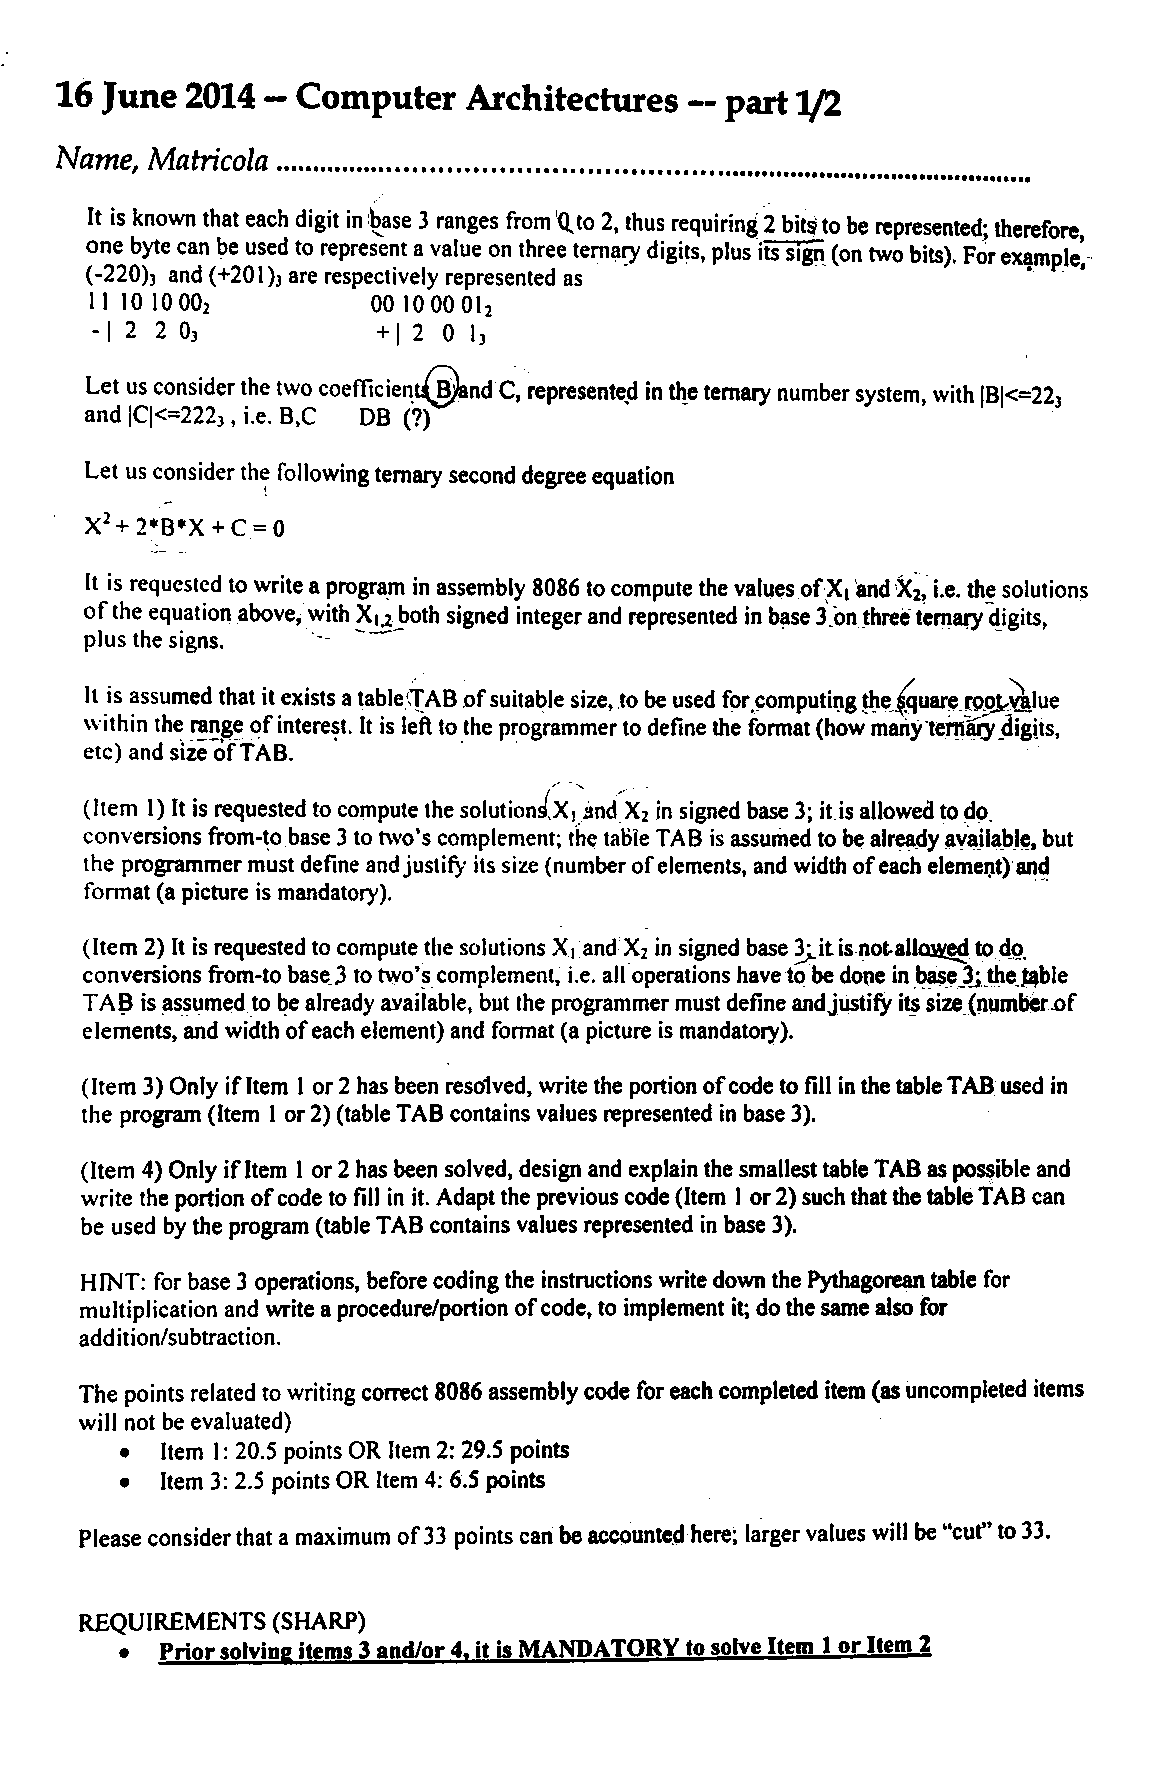 16 June 2014 – Computer Architectures -- part 1/2
Name, Matricola ..........................................................................................................
It is known that each digit in base 3 ranges from 0 to 2, thus requiring 2 bits to be represented; therefore,
one byte can be used to represent a value on three ternary digits, plus its sign (on two bits). For example,
(-220)₃ and (+201)₃ are respectively represented as
11 10 10 00₂ 00 10 00 01₂
-| 2 2 0₃ +| 2 0 1₃
Let us consider the two coefficients B and C, represented in the ternary number system, with |B|<=22₃
and |C|<=222₃ , i.e. B,C DB (?)
Let us consider the following ternary second degree equation
X² + 2*B*X + C = 0
It is requested to write a program in assembly 8086 to compute the values of X₁ and X₂, i.e. the solutions
of the equation above, with X₁,₂ both signed integer and represented in base 3 on three ternary digits,
plus the signs.
It is assumed that it exists a table TAB of suitable size, to be used for computing the square root value
within the range of interest. It is left to the programmer to define the format (how many ternary digits,
etc) and size of TAB.
(Item 1) It is requested to compute the solutions X₁ and X₂ in signed base 3; it is allowed to do
conversions from-to base 3 to two's complement; the table TAB is assumed to be already available, but
the programmer must define and justify its size (number of elements, and width of each element) and
format (a picture is mandatory).
(Item 2) It is requested to compute the solutions X₁ and X₂ in signed base 3; it is not allowed to do
conversions from-to base 3 to two's complement, i.e. all operations have to be done in base 3; the table
TAB is assumed to be already available, but the programmer must define and justify its size (number of
elements, and width of each element) and format (a picture is mandatory).
(Item 3) Only if Item 1 or 2 has been resolved, write the portion of code to fill in the table TAB used in
the program (Item 1 or 2) (table TAB contains values represented in base 3).
(Item 4) Only if Item 1 or 2 has been solved, design and explain the smallest table TAB as possible and
write the portion of code to fill in it. Adapt the previous code (Item 1 or 2) such that the table TAB can
be used by the program (table TAB contains values represented in base 3).
HINT: for base 3 operations, before coding the instructions write down the Pythagorean table for
multiplication and write a procedure/portion of code, to implement it; do the same also for
addition/subtraction.
The points related to writing correct 8086 assembly code for each completed item (as uncompleted items
will not be evaluated)
• Item 1: 20.5 points OR Item 2: 29.5 points
• Item 3: 2.5 points OR Item 4: 6.5 points
Please consider that a maximum of 33 points can be accounted here; larger values will be "cut" to 33.
REQUIREMENTS (SHARP)
• Prior solving items 3 and/or 4, it is MANDATORY to solve Item 1 or Item 2